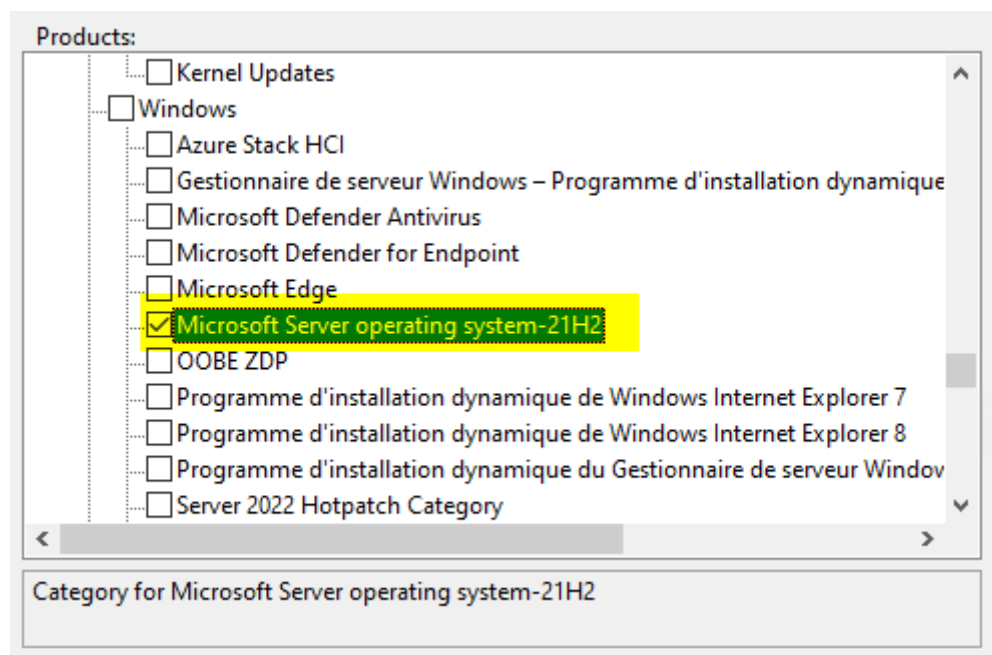 Products:
Kernel Updates
Windows
Azure Stack HCI
Gestionnaire de serveur Windows – Programme d'installation dynamique
Microsoft Defender Antivirus
Microsoft Defender for Endpoint
Microsoft Edge
Microsoft Server operating system-21H2
OOBE ZDP
Programme d'installation dynamique de Windows Internet Explorer 7
Programme d'installation dynamique de Windows Internet Explorer 8
Programme d'installation dynamique du Gestionnaire de serveur Window
Server 2022 Hotpatch Category
Category for Microsoft Server operating system-21H2